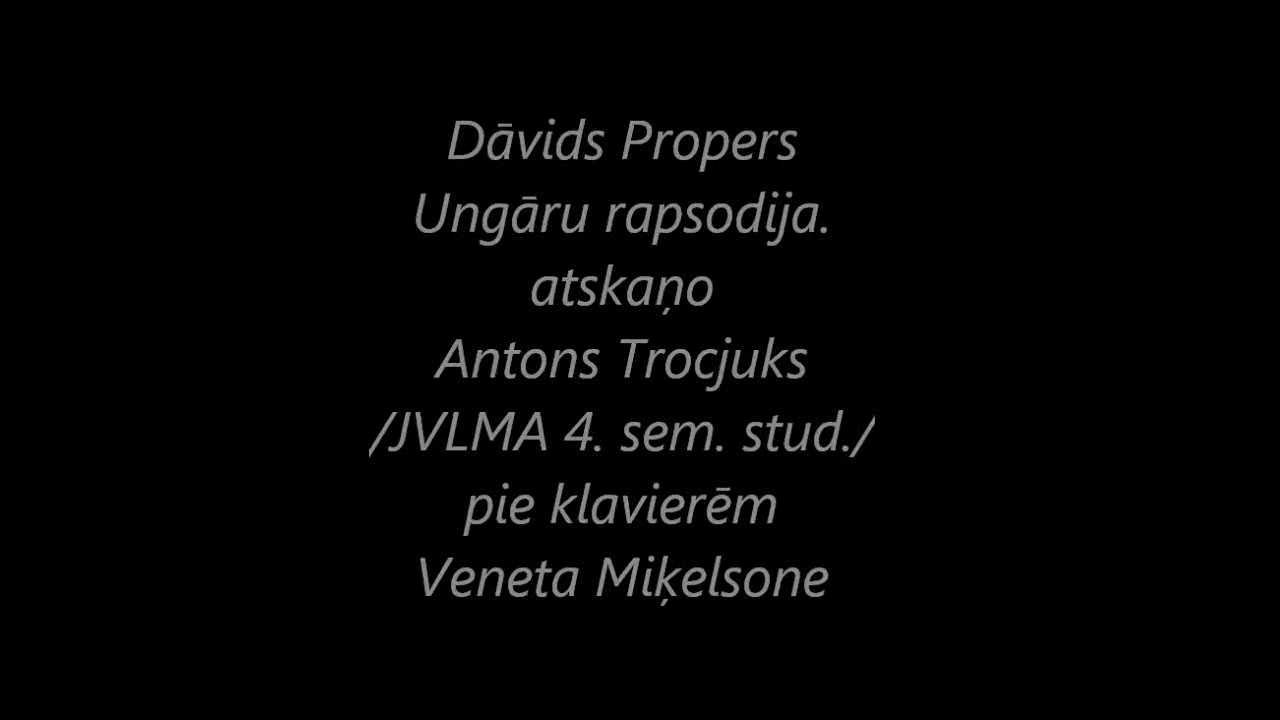 Dāvids Propers
Ungāru rapsodija.
atskaņo
Antons Trocjuks
/JVLMA 4. sem. stud./
pie klavierēm
Veneta Miķelsone